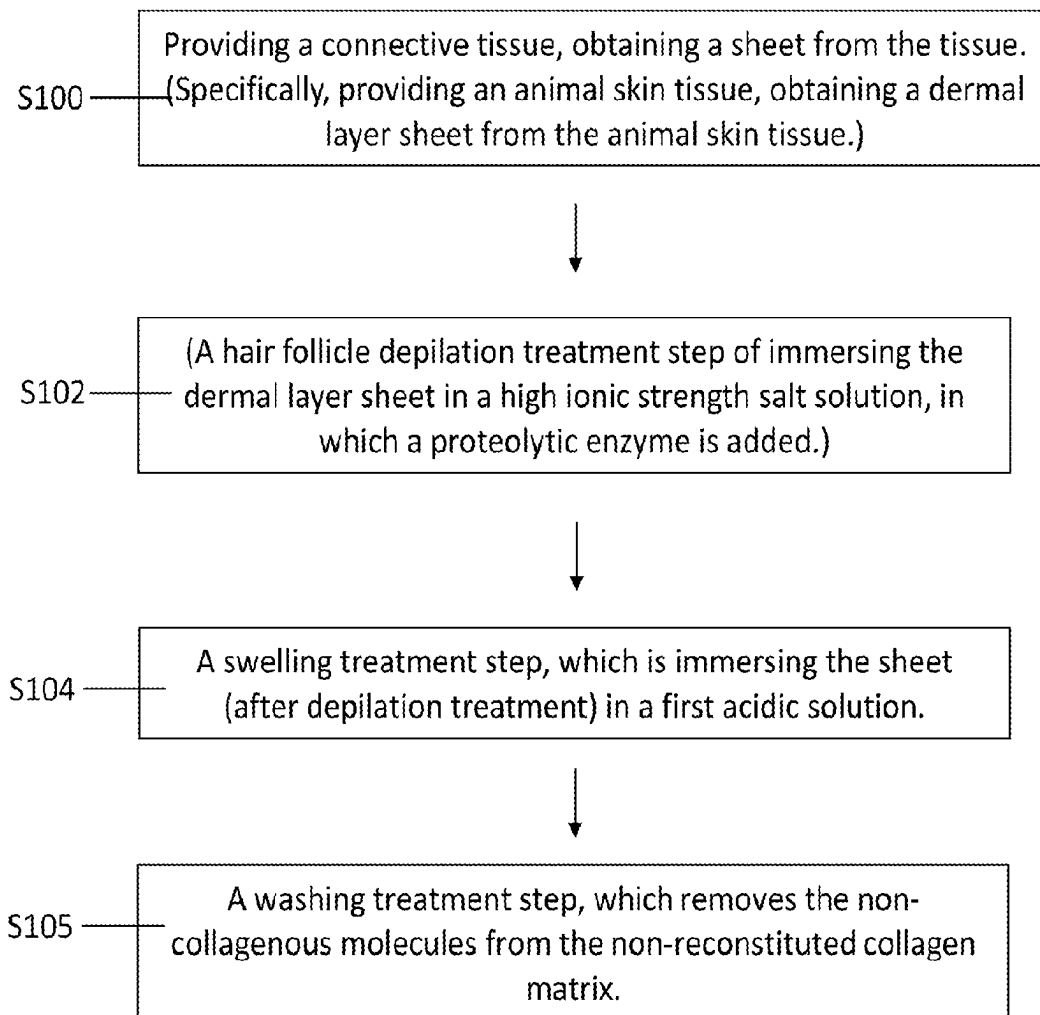 Providing a connective tissue, obtaining a sheet from the tissue.
S100
(Specifically, providing an animal skin tissue, obtaining a dermal
layer sheet from the animal skin tissue.)
(A hair follicle depilation treatment step of immersing the
S102
dermal layer sheet in a high ionic strength salt solution, in
which a proteolytic enzyme is added.)
S104
A swelling treatment step, which is immersing the sheet
(after depilation treatment) in a first acidic solution.
S105
A washing treatment step, which removes the non-
collagenous molecules from the non-reconstituted collagen
matrix.